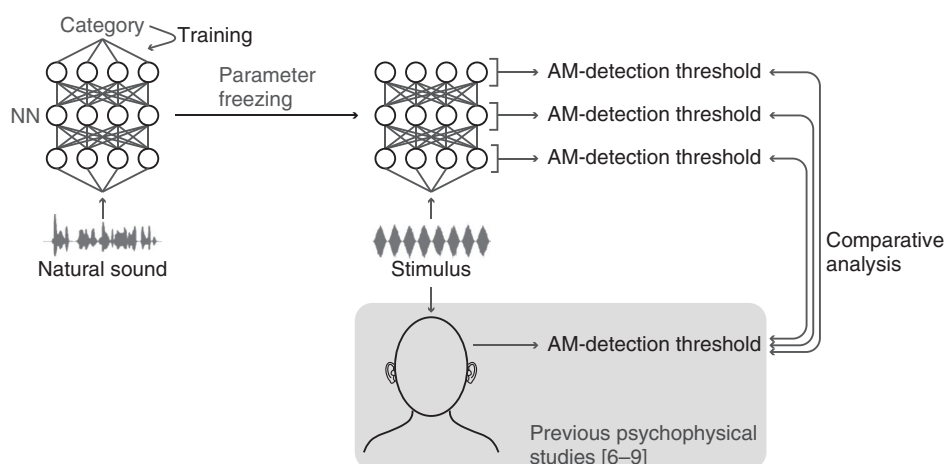 Category
Training
NN
Parameter
freezing
Natural sound
AM-detection threshold
AM-detection threshold
AM-detection threshold
Stimulus
Comparative
analysis
AM-detection threshold
Previous psychophysical
studies [6–9]